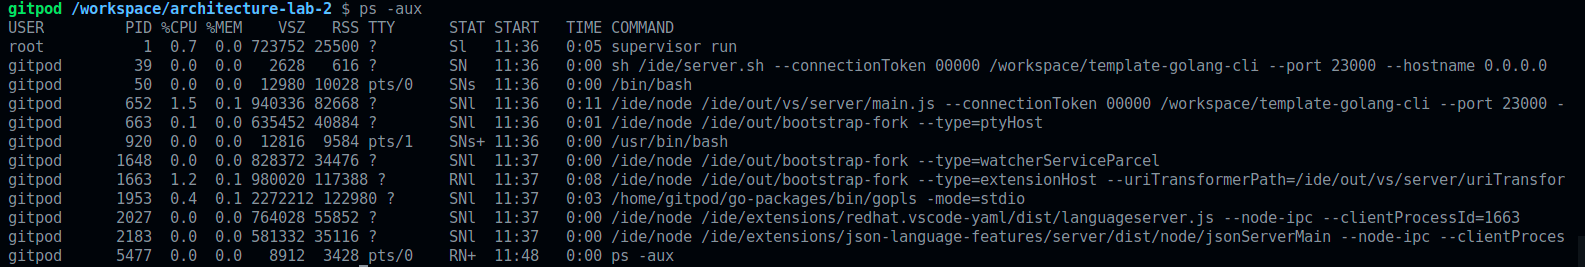 gitpod /workspace/architecture-lab-2 $ ps -aux
USER         PID %CPU %MEM    VSZ   RSS TTY      STAT START   TIME COMMAND
root           1  0.7  0.0 723752 25500 ?        Sl   11:36   0:05 supervisor run
gitpod        39  0.0  0.0   2628   616 ?        SN   11:36   0:00 sh /ide/server.sh --connectionToken 00000 /workspace/template-golang-cli --port 23000 --hostname 0.0.0.0
gitpod        50  0.0  0.0  12980 10028 pts/0    SNs  11:36   0:00 /bin/bash
gitpod       652  1.5  0.1 940336 82668 ?        SNl  11:36   0:11 /ide/node /ide/out/vs/server/main.js --connectionToken 00000 /workspace/template-golang-cli --port 23000 -
gitpod       663  0.1  0.0 635452 40884 ?        SNl  11:36   0:01 /ide/node /ide/out/bootstrap-fork --type=ptyHost
gitpod       920  0.0  0.0  12816  9584 pts/1    SNs+ 11:36   0:00 /usr/bin/bash
gitpod      1648  0.0  0.0 828372 34476 ?        SNl  11:37   0:00 /ide/node /ide/out/bootstrap-fork --type=watcherServiceParcel
gitpod      1663  1.2  0.1 980020 117388 ?       RNl  11:37   0:08 /ide/node /ide/out/bootstrap-fork --type=extensionHost --uriTransformerPath=/ide/out/vs/server/uriTransfor
gitpod      1953  0.4  0.1 2272212 122980 ?      SNl  11:37   0:03 /home/gitpod/go-packages/bin/gopls -mode=stdio
gitpod      2027  0.0  0.0 764028 55852 ?        SNl  11:37   0:00 /ide/node /ide/extensions/redhat.vscode-yaml/dist/languageserver.js --node-ipc --clientProcessId=1663
gitpod      2183  0.0  0.0 581332 35116 ?        SNl  11:37   0:00 /ide/node /ide/extensions/json-language-features/server/dist/node/jsonServerMain --node-ipc --clientProces
gitpod      5477  0.0  0.0   8912  3428 pts/0    RN+  11:48   0:00 ps -aux